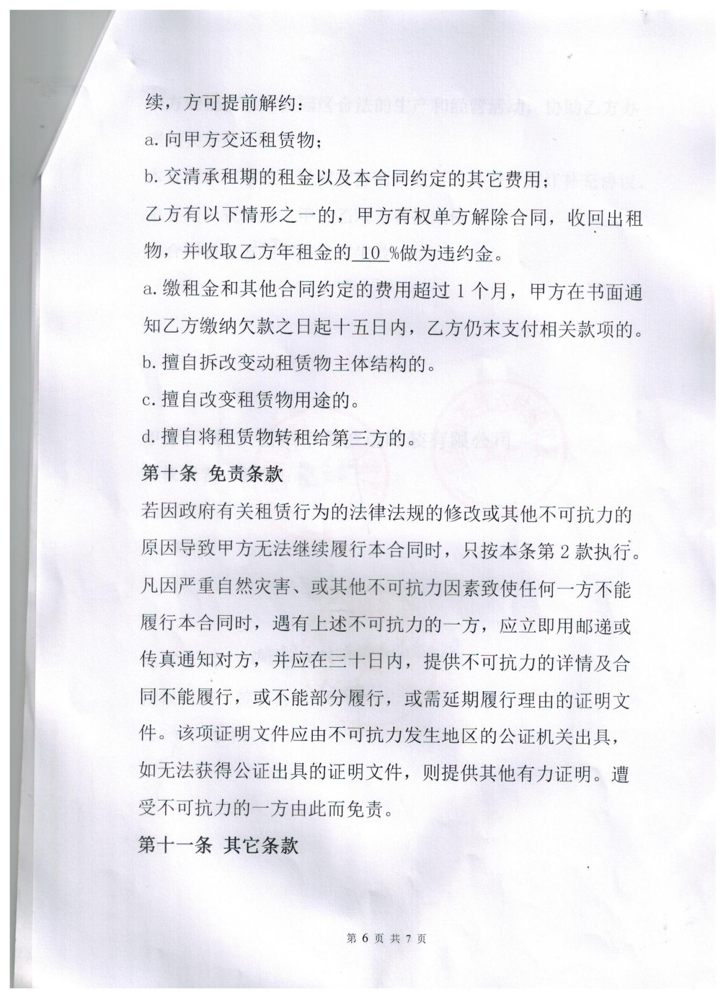 续，方可提前解约：
a.向甲方交还租赁物；
b.交清承租期的租金以及本合同约定的其它费用；
乙方有以下情形之一的，甲方有权单方解除合同，收回出租
物，并收取乙方年租金的 10 %做为违约金。
a.缴租金和其他合同约定的费用超过1个月，甲方在书面通
知乙方缴纳欠款之日起十五日内，乙方仍末支付相关款项的。
b.擅自拆改变动租赁物主体结构的。
c.擅自改变租赁物用途的。
d.擅自将租赁物转租给第三方的。
第十条 免责条款
若因政府有关租赁行为的法律法规的修改或其他不可抗力的
原因导致甲方无法继续履行本合同时，只按本条第2款执行。
凡因严重自然灾害、或其他不可抗力因素致使任何一方不能
履行本合同时，遇有上述不可抗力的一方，应立即用邮递或
传真通知对方，并应在三十日内，提供不可抗力的详情及合
同不能履行，或不能部分履行，或需延期履行理由的证明文
件。该项证明文件应由不可抗力发生地区的公证机关出具，
如无法获得公证出具的证明文件，则提供其他有力证明。遭
受不可抗力的一方由此而免责。
第十一条 其它条款
第 6 页 共 7 页